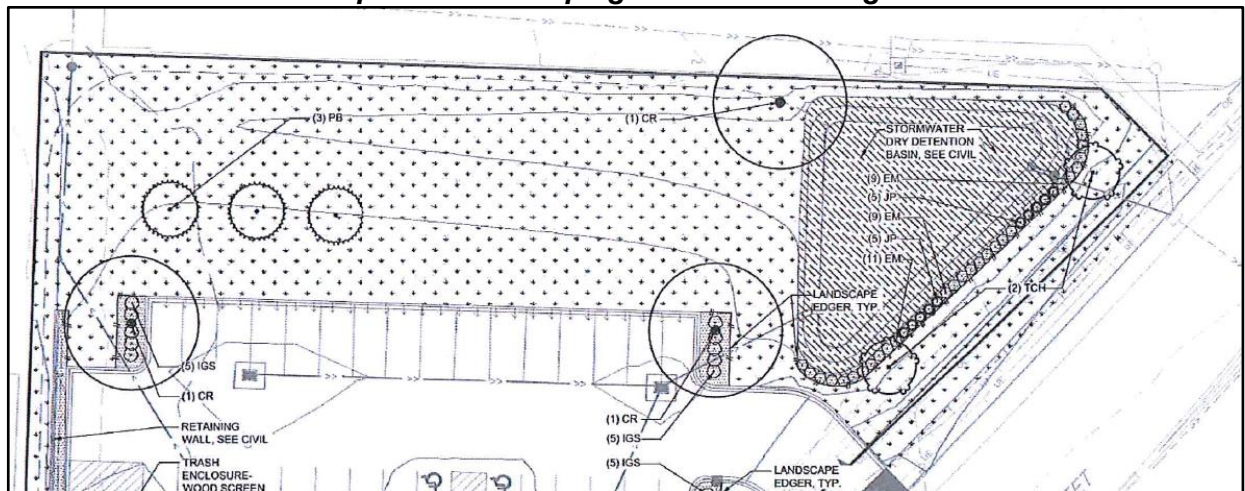 (3) PB
(1) CR
STORMWATER
DRY DETENTION
BASIN, SEE CIVIL
(9) EM
(5) JP
(9) EM
(5) JP
(11) EM
(2) TCH
LANDSCAPE
EDGER, TYP.
(5) IGS
(1) CR
(1) CR
(5) IGS
(5) IGS
RETAINING
WALL, SEE CIVIL
TRASH
ENCLOSURE-
WOOD SCREEN
LANDSCAPE
EDGER, TYP.